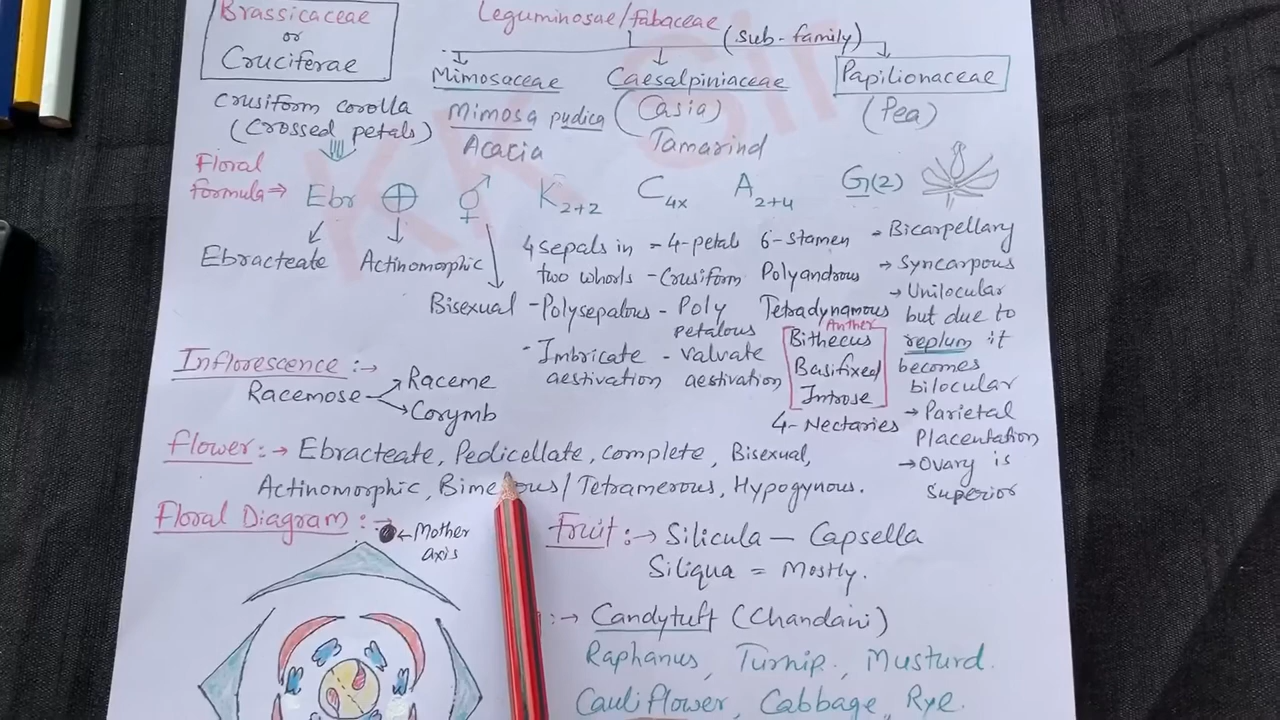 Brassicaceae
or
Cruciferae
Leguminosae/fabaceae
(sub-family)
Mimosaceae
Caesalpiniaceae
Papilionaceae
Mimosa pudica
(Casia)
(Pea)
Acacia
Tamarind
Crusiform corolla
(Crossed petals)
Floral
formula⇒ Ebr ⊕ ⚥ K2+2 C4x A2+4 G(2)
Ebracteate
Actinomorphic
Bisexual
4 sepals in
two whorls
-Polysepalous
- Imbricate
aestivation
- 4-petal
- Crusiform
- Poly
petalous
- valvate
aestivation
6-stamen
Polyandrous
Tetradynamous
Anther
Bithecus
Basifixed
Introse
4-Nectaries
→ Bicarpellary
→ Syncarpous
→ Unilocular
but due to
replum it
becomes
bilocular
→ Parietal
Placentation
→ Ovary is
superior
Inflorescence :→
Racemose
Raceme
Corymb
Flower:→ Ebracteate, Pedicellate, complete, Bisexual,
Actinomorphic, / Tetramerous, Hypogynous.
Floral Diagram:→
←Mother
axis
Fruit:→ Silicula — Capsella
Siliqua = Mostly.
:→ Candytuft (Chandani)
Raphanus, Turnip, Musturd.
Cauliflower, Cabbage, Rye.
KK Sir